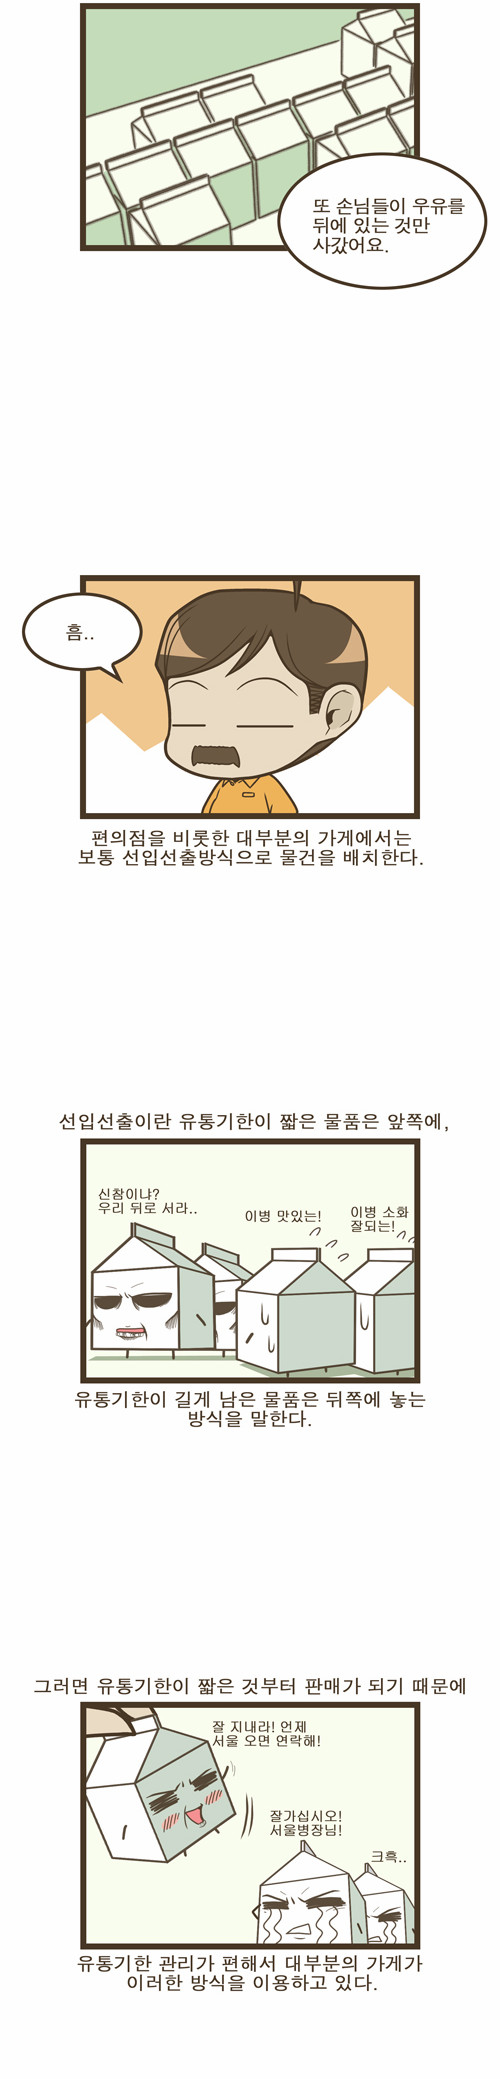 또 손님들이 우유를
뒤에 있는 것만
사갔어요.
흠..
편의점을 비롯한 대부분의 가게에서는
보통 선입선출방식으로 물건을 배치한다.
선입선출이란 유통기한이 짧은 물품은 앞쪽에,
신참이냐?
우리 뒤로 서라..
이병 맛있는!
이병 소화
잘되는!
유통기한이 길게 남은 물품은 뒤쪽에 놓는
방식을 말한다.
그러면 유통기한이 짧은 것부터 판매가 되기 때문에
잘 지내라! 언제
서울 오면 연락해!
잘가십시오!
서울병장님!
크흑..
유통기한 관리가 편해서 대부분의 가게가
이러한 방식을 이용하고 있다.